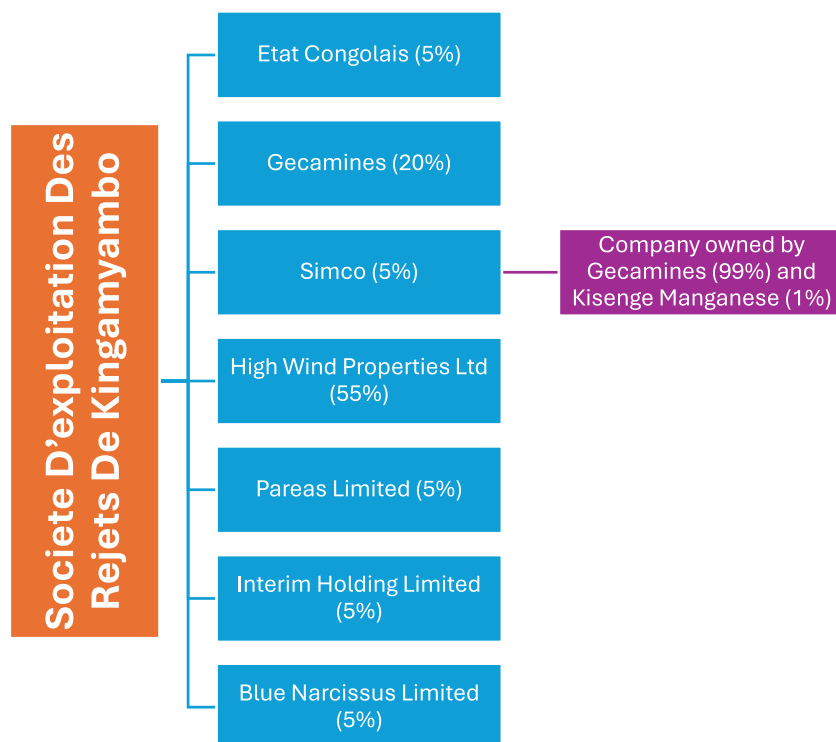 Societe D'exploitation Des
Rejets De Kingamyambo
Etat Congolais (5%)
Gecamines (20%)
Simco (5%)
Company owned by
Gecamines (99%) and
Kisenge Manganese (1%)
High Wind Properties Ltd
(55%)
Pareas Limited (5%)
Interim Holding Limited
(5%)
Blue Narcissus Limited
(5%)